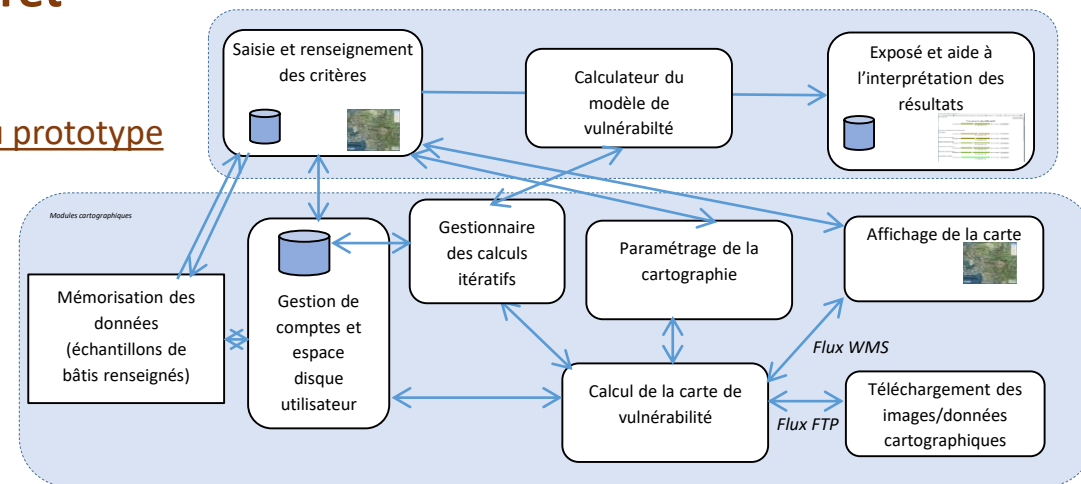 ret
u prototype
Saisie et renseignement
des critères
Calculateur du
modèle de
vulnérabilté
Exposé et aide à
l'interprétation des
résultats
Modules cartographiques
Mémorisation des
données
(échantillons de
bâtis renseignés)
Gestion de
comptes et
espace
disque
utilisateur
Gestionnaire
des calculs
itératifs
Paramétrage de la
cartographie
Affichage de la carte
Flux WMS
Calcul de la carte de
vulnérabilité
Flux FTP
Téléchargement des
images/données
cartographiques